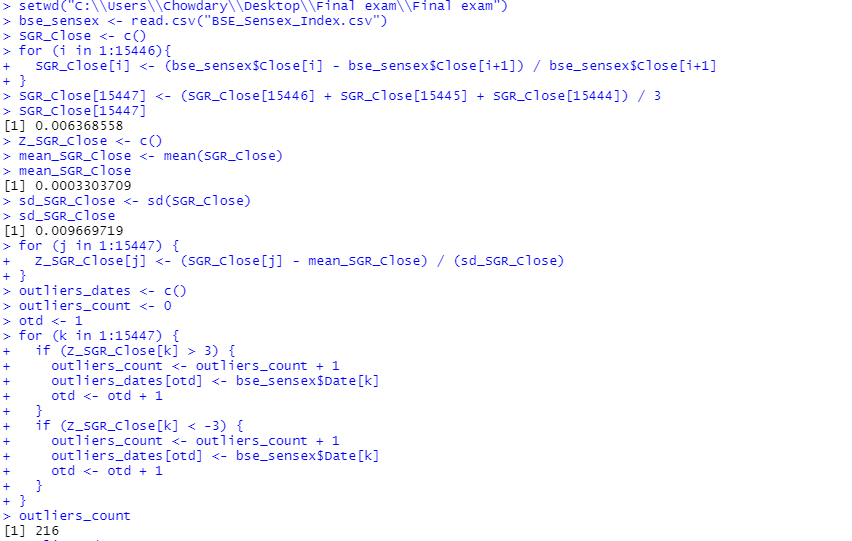 > setwd("C:\\Users\\Chowdary\\Desktop\\Final exam\\Final exam")
> bse_sensex <- read.csv("BSE_Sensex_Index.csv")
> SGR_Close <- c()
> for (i in 1:15446){
+   SGR_Close[i] <- (bse_sensex$Close[i] - bse_sensex$Close[i+1]) / bse_sensex$Close[i+1]
+ }
> SGR_Close[15447] <- (SGR_Close[15446] + SGR_Close[15445] + SGR_Close[15444]) / 3
> SGR_Close[15447]
[1] 0.006368558
> Z_SGR_Close <- c()
> mean_SGR_Close <- mean(SGR_Close)
> mean_SGR_Close
[1] 0.0003303709
> sd_SGR_Close <- sd(SGR_Close)
> sd_SGR_Close
[1] 0.009669719
> for (j in 1:15447) {
+   Z_SGR_Close[j] <- (SGR_Close[j] - mean_SGR_Close) / (sd_SGR_Close)
+ }
> outliers_dates <- c()
> outliers_count <- 0
> otd <- 1
> for (k in 1:15447) {
+   if (Z_SGR_Close[k] > 3) {
+     outliers_count <- outliers_count + 1
+     outliers_dates[otd] <- bse_sensex$Date[k]
+     otd <- otd + 1
+   }
+   if (Z_SGR_Close[k] < -3) {
+     outliers_count <- outliers_count + 1
+     outliers_dates[otd] <- bse_sensex$Date[k]
+     otd <- otd + 1
+   }
+ }
> outliers_count
[1] 216